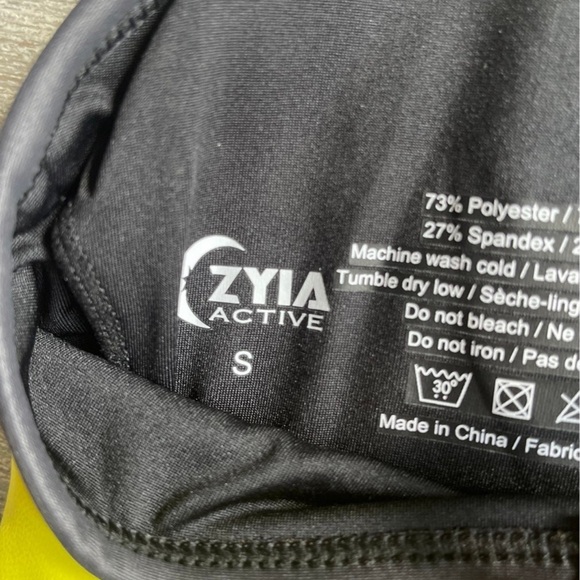 ZYIA
ACTIVE
S
73% Polyester /
27% Spandex / 2
Machine wash cold / Lava
Tumble dry low / Sèche-ling
Do not bleach / Ne
Do not iron / Pas de
30°
Made in China / Fabric